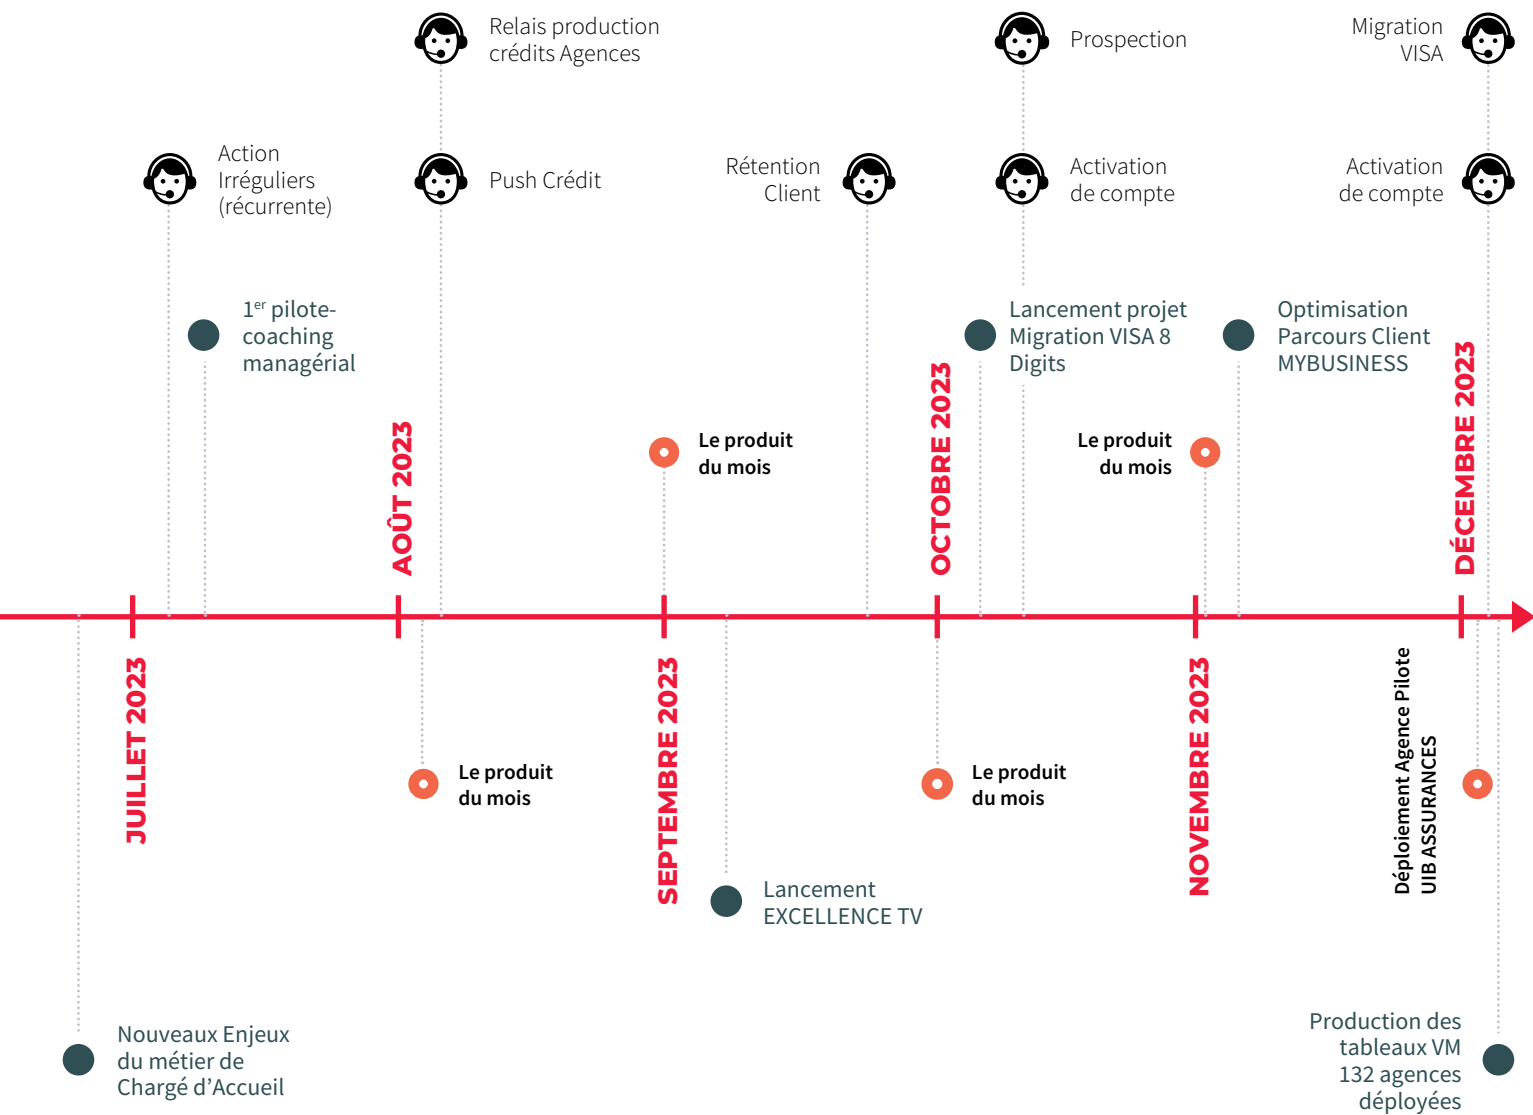 Relais production
crédits Agences
Prospection
Migration
VISA
Action
Irréguliers
(récurrente)
Push Crédit
Rétention
Client
Activation
de compte
Activation
de compte
1er pilote-
coaching
managérial
Lancement projet
Migration VISA 8
Digits
Optimisation
Parcours Client
MYBUSINESS
AOÛT 2023
OCTOBRE 2023
DÉCEMBRE 2023
Le produit
du mois
Le produit
du mois
JUILLET 2023
SEPTEMBRE 2023
NOVEMBRE 2023
Le produit
du mois
Le produit
du mois
Déploiement Agence Pilote
UIB ASSURANCES
Lancement
EXCELLENCE TV
Nouveaux Enjeux
du métier de
Chargé d’Accueil
Production des
tableaux VM
132 agences
déployées